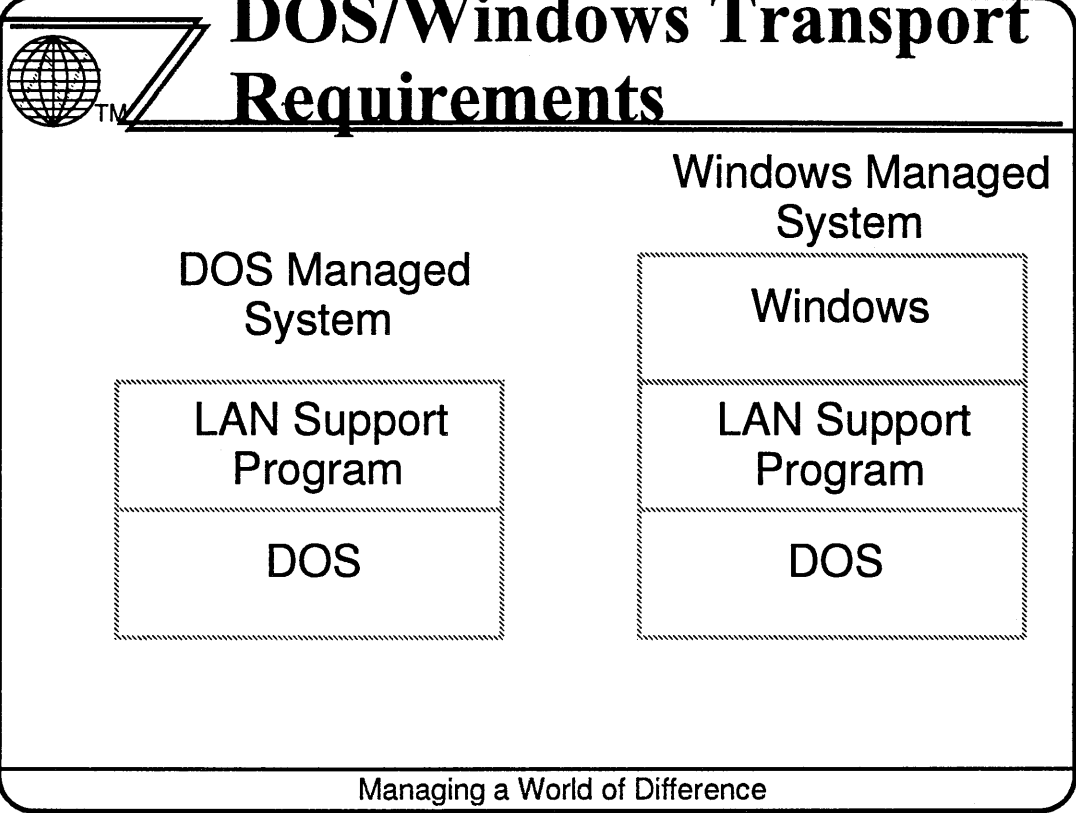 DOS/Windows Transport
Requirements
TM
DOS Managed
System
LAN Support
Program
DOS
Windows Managed
System
Windows
LAN Support
Program
DOS
Managing a World of Difference